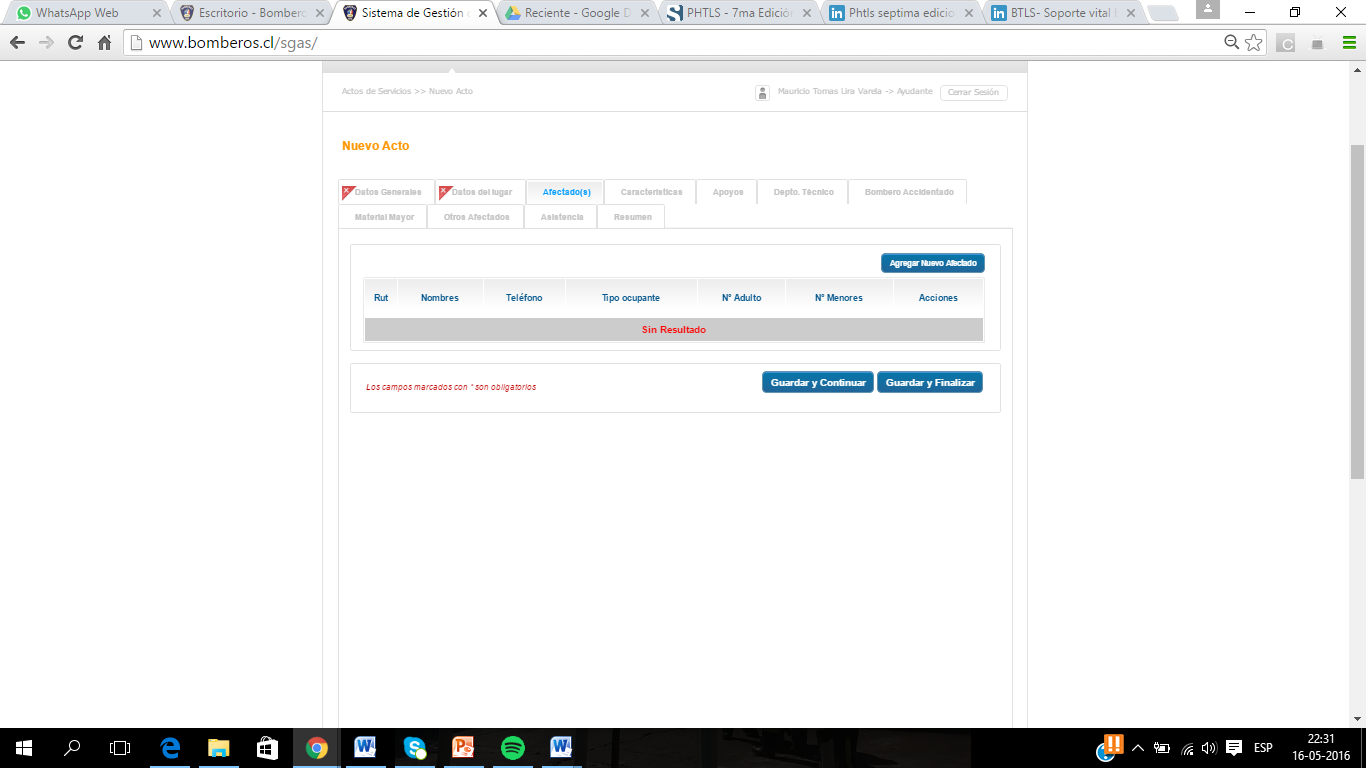 WhatsApp Web
Escritorio - Bombero
Sistema de Gestión
Reciente - Google D
PHTLS - 7ma Edición
Phtls septima edicio
BTLS- Soporte vital
www.bomberos.cl/sgas/
Actos de Servicios >> Nuevo Acto
Mauricio Tomas Lira Varela -> Ayudante
Cerrar Sesión
Nuevo Acto
Datos Generales
Datos del lugar
Afectado(s)
Características
Apoyos
Depto. Técnico
Bombero Accidentado
Material Mayor
Otros Afectados
Asistencia
Resumen
Agregar Nuevo Afectado
Rut
Nombres
Teléfono
Tipo ocupante
N° Adulto
N° Menores
Acciones
Sin Resultado
Los campos marcados con * son obligatorios
Guardar y Continuar
Guardar y Finalizar
ESP
22:31
16-05-2016